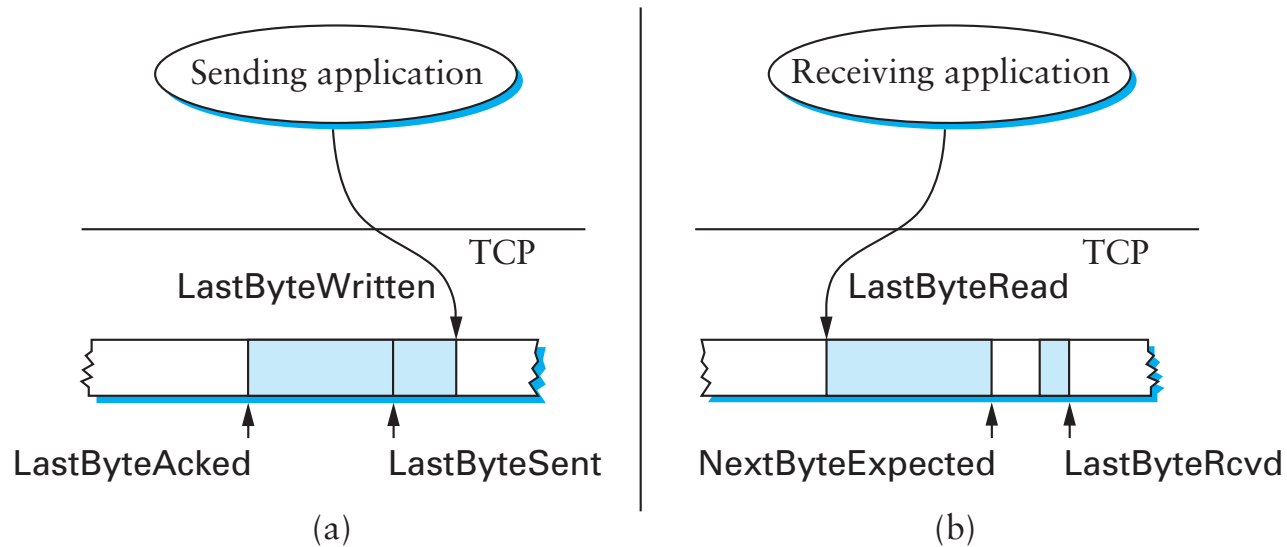 Sending application
TCP
LastByteWritten
LastByteAcked
LastByteSent
(a)
Receiving application
TCP
LastByteRead
NextByteExpected
LastByteRcvd
(b)